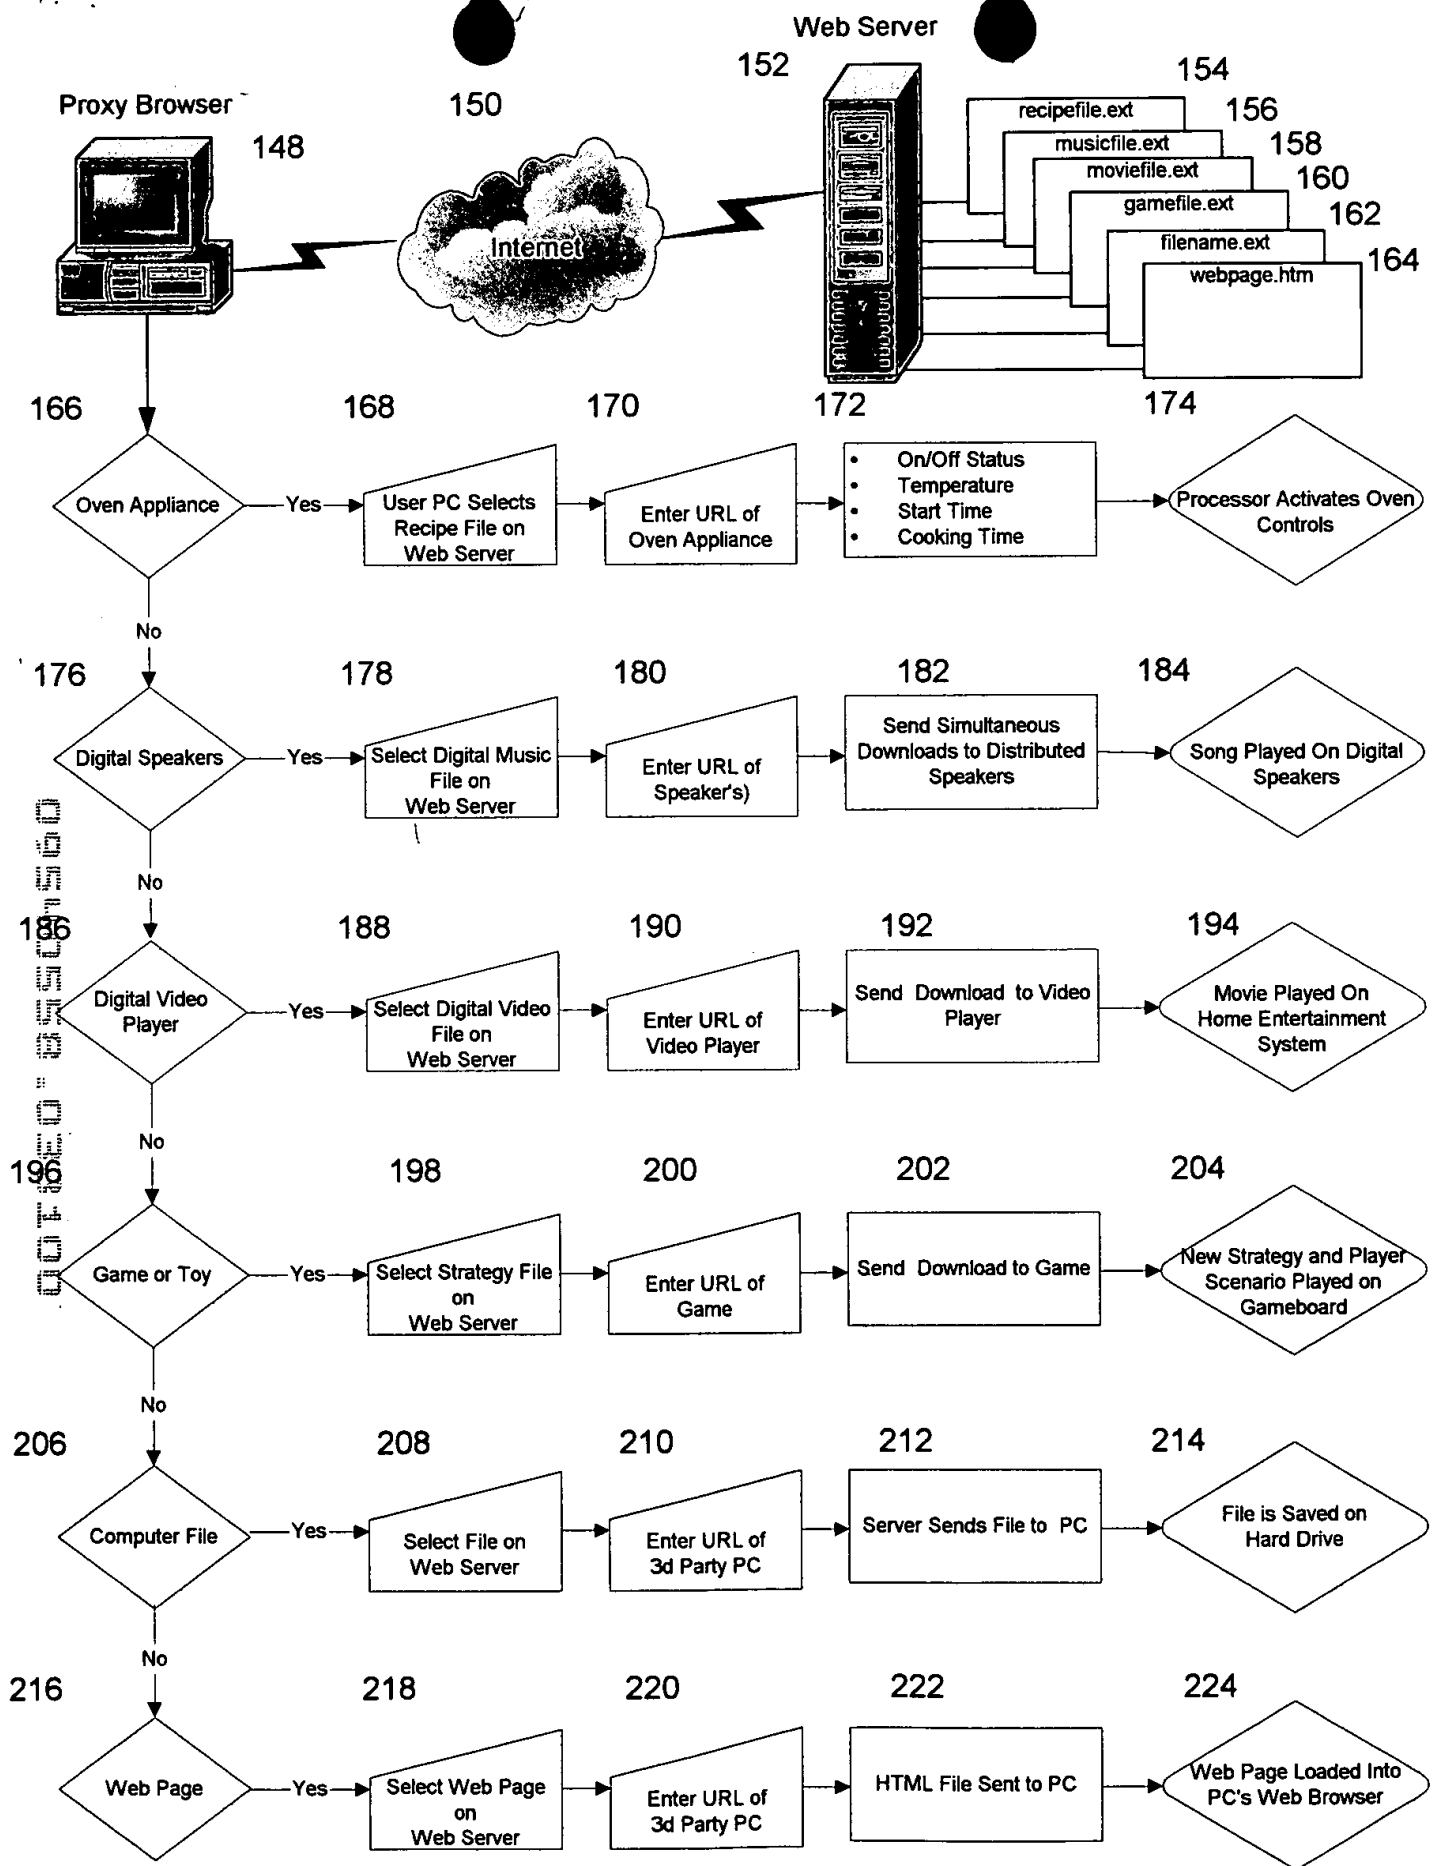 Web Server
152
154
Proxy Browser
150
recipefile.ext
156
148
musicfile.ext
158
moviefile.ext
160
gamefile.ext
162
Internet
filename.ext
164
webpage.htm
166
168
170
172
174
Oven Appliance
Yes
User PC Selects
Recipe File on
Web Server
Enter URL of
Oven Appliance
• On/Off Status
• Temperature
• Start Time
• Cooking Time
Processor Activates Oven
Controls
No
176
178
180
182
184
Digital Speakers
Yes
Select Digital Music
File on
Web Server
Enter URL of
Speaker's)
Send Simultaneous
Downloads to Distributed
Speakers
Song Played On Digital
Speakers
No
186
188
190
192
194
Digital Video
Player
Yes
Select Digital Video
File on
Web Server
Enter URL of
Video Player
Send Download to Video
Player
Movie Played On
Home Entertainment
System
No
196
198
200
202
204
Game or Toy
Yes
Select Strategy File
on
Web Server
Enter URL of
Game
Send Download to Game
New Strategy and Player
Scenario Played on
Gameboard
No
206
208
210
212
214
Computer File
Yes
Select File on
Web Server
Enter URL of
3d Party PC
Server Sends File to PC
File is Saved on
Hard Drive
No
216
218
220
222
224
Web Page
Yes
Select Web Page
on
Web Server
Enter URL of
3d Party PC
HTML File Sent to PC
Web Page Loaded Into
PC's Web Browser